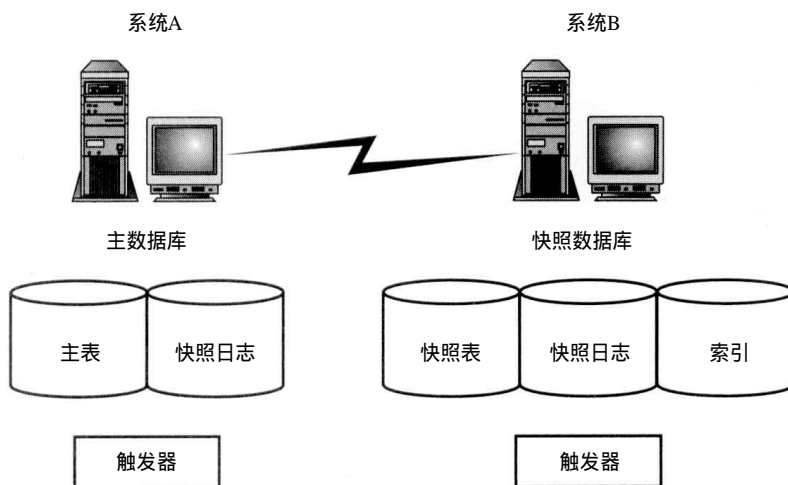 系统A
系统B
主数据库
快照数据库
主表
快照日志
快照表
快照日志
索引
触发器
触发器